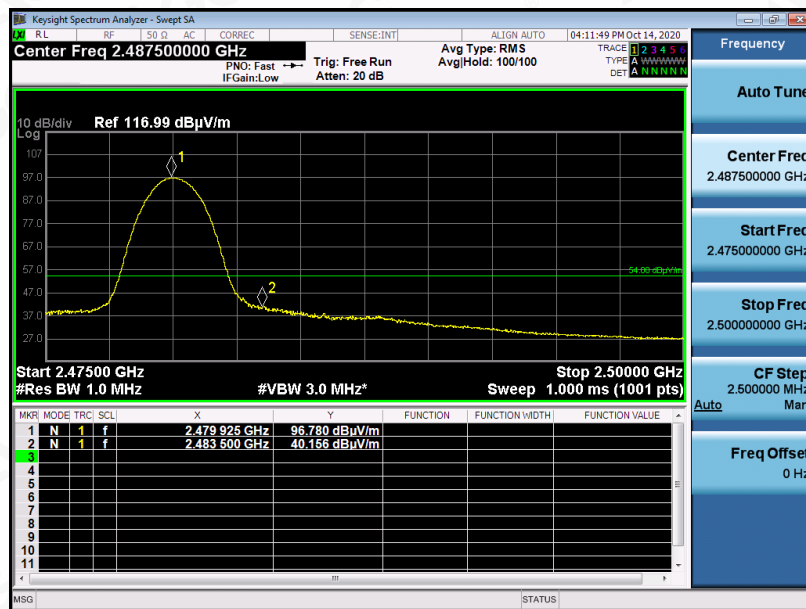 Keysight Spectrum Analyzer - Swept SA
LXI RL RF 50 Ω AC CORREC SENSE:INT ALIGN AUTO 04:11:49 PM Oct 14, 2020
Center Freq 2.487500000 GHz
PNO: Fast
IFGain:Low
Trig: Free Run
Atten: 20 dB
Avg Type: RMS
Avg|Hold: 100/100
TRACE 1 2 3 4 5 6
TYPE A WWWWW
DET A N N N N N
10 dB/div
Log
Ref 116.99 dBµV/m
107
97.0
87.0
77.0
67.0
57.0
47.0
37.0
27.0
1
2
54.00 dBµV/m
Start 2.47500 GHz
Stop 2.50000 GHz
#Res BW 1.0 MHz
#VBW 3.0 MHz*
Sweep 1.000 ms (1001 pts)
MKR MODE TRC SCL X Y FUNCTION FUNCTION WIDTH FUNCTION VALUE
1 N 1 f 2.479 925 GHz 96.780 dBµV/m
2 N 1 f 2.483 500 GHz 40.156 dBµV/m
3
4
5
6
7
8
9
10
11
MSG
STATUS
Frequency
Auto Tune
Center Freq
2.487500000 GHz
Start Freq
2.475000000 GHz
Stop Freq
2.500000000 GHz
CF Step
2.500000 MHz
Auto Man
Freq Offset
0 Hz